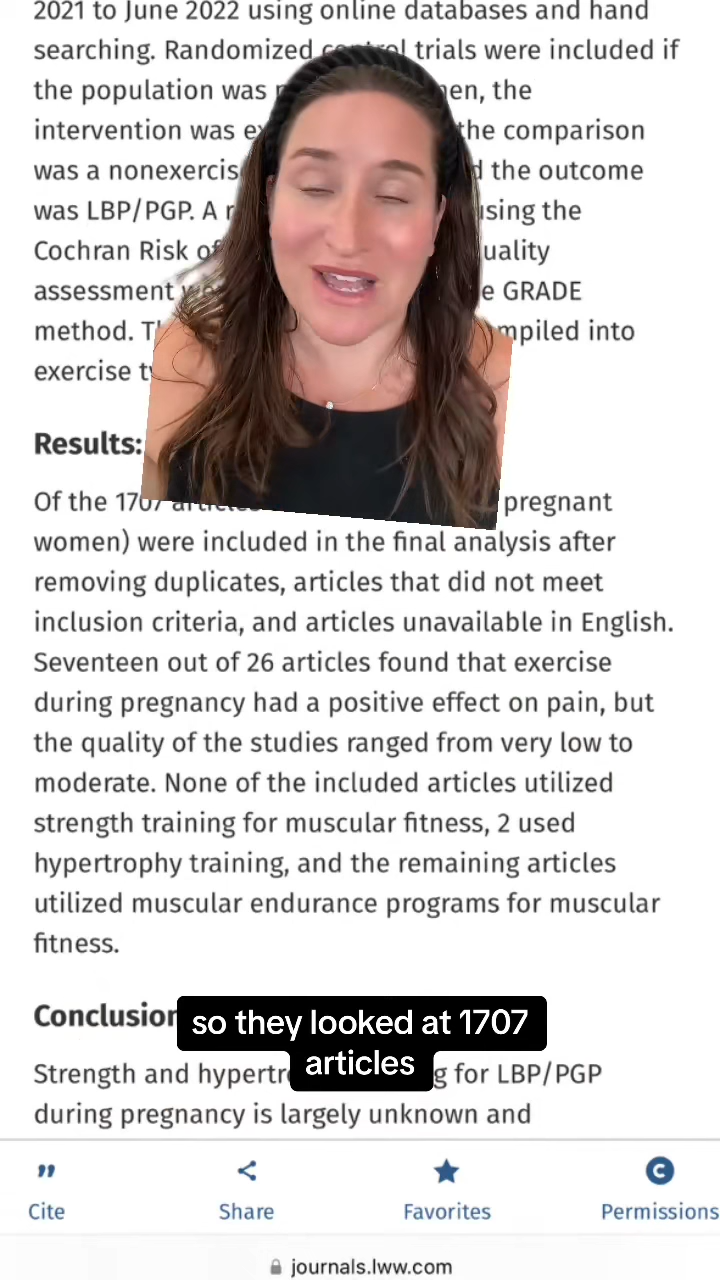 2021 to June 2022 using online databases and hand
searching. Randomized control trials were included if
the population was the
intervention was the comparison
was a the outcome
was LBP/PGP. A using the
Cochran Risk of
assessment GRADE
method. into
exercise
Results:
Of the 1707 articles pregnant
women) were included in the final analysis after
removing duplicates, articles that did not meet
inclusion criteria, and articles unavailable in English.
Seventeen out of 26 articles found that exercise
during pregnancy had a positive effect on pain, but
the quality of the studies ranged from very low to
moderate. None of the included articles utilized
strength training for muscular fitness, 2 used
hypertrophy training, and the remaining articles
utilized muscular endurance programs for muscular
fitness.
so they looked at 1707
articles
Strength and for LBP/PGP
during pregnancy is largely unknown and
Cite
Share
Favorites
Permissions
journals.lww.com